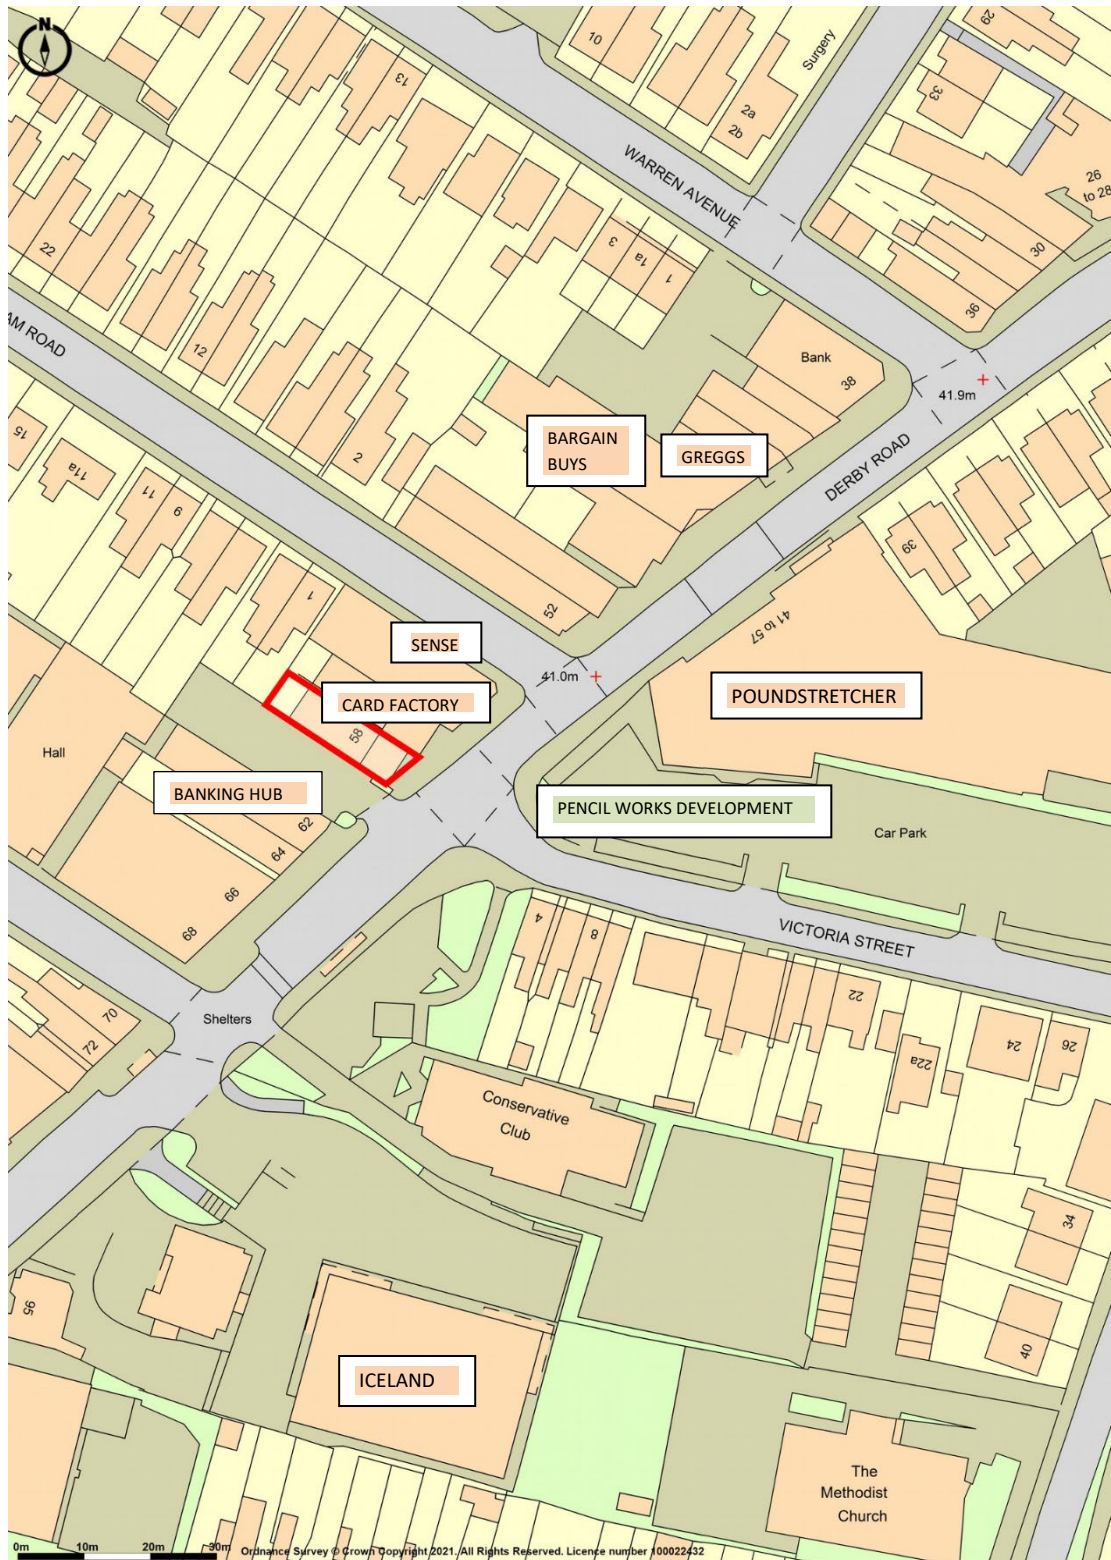 N
29
10
Surgery
13
33
2a
2b
WARREN AVENUE
26
to 28
22
3
1a
1
30
36
AM ROAD
12
Bank
38
41.9m
2
BARGAIN
BUYS
GREGGS
DERBY ROAD
15
11a
11
9
39
1
52
41 to 57
SENSE
41.0m
CARD FACTORY
POUNDSTRETCHER
58
Hall
BANKING HUB
PENCIL WORKS DEVELOPMENT
62
Car Park
64
66
4
8
68
VICTORIA STREET
22
70
Shelters
72
24
26
22a
Conservative
Club
34
95
40
ICELAND
The
Methodist
Church
0m 10m 20m 30m
Ordnance Survey © Crown Copyright 2021. All Rights Reserved. Licence number 100022432